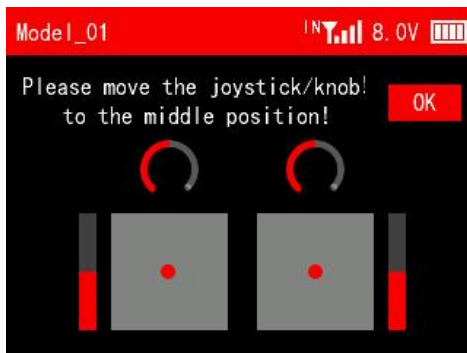 Model_01
IN 8.0V
Please move the joystick/knob!
to the middle position!
OK